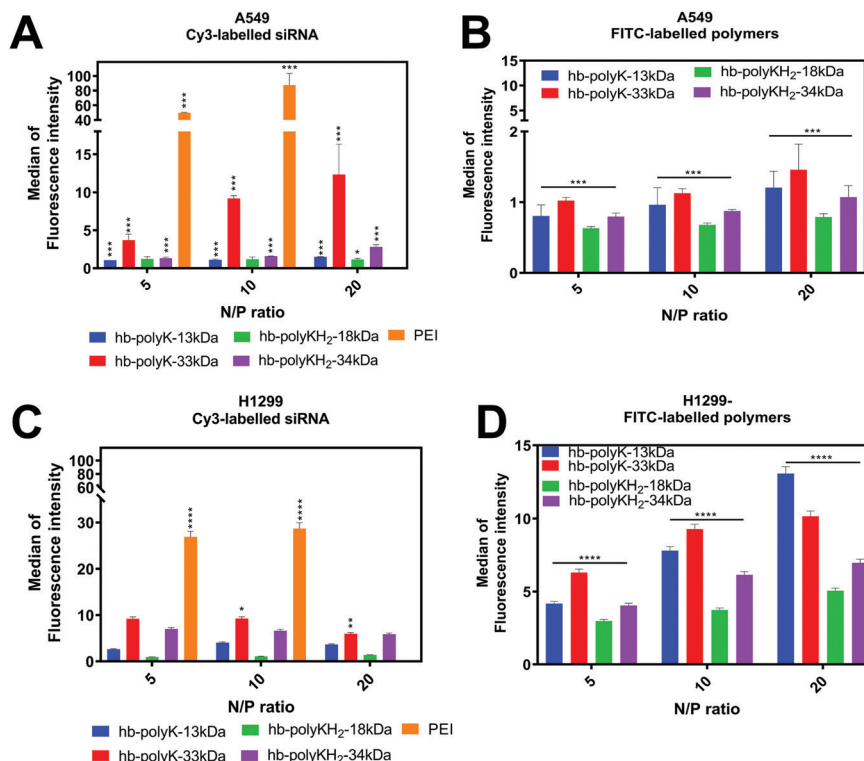 A
A549
Cy3-labelled siRNA
Median of
Fluorescence intensity
100
80
60
40
15
10
5
0
***
***
***
***
***
***
***
***
***
***
*
***
5
10
20
N/P ratio
hb-polyK-13kDa
hb-polyKH2-18kDa
PEI
hb-polyK-33kDa
hb-polyKH2-34kDa
B
A549
FITC-labelled polymers
Median of
Fluorescence intensity
15
10
5
2
1
0
hb-polyK-13kDa
hb-polyKH2-18kDa
hb-polyK-33kDa
hb-polyKH2-34kDa
***
***
***
5
10
20
N/P ratio
C
H1299
Cy3-labelled siRNA
Median of
Fluorescence intensity
100
80
60
30
20
10
0
****
*
****
**
5
10
20
N/P ratio
hb-polyK-13kDa
hb-polyKH2-18kDa
PEI
hb-polyK-33kDa
hb-polyKH2-34kDa
D
H1299-
FITC-labelled polymers
Median of
Fluorescence intensity
15
10
5
0
hb-polyK-13kDa
hb-polyK-33kDa
hb-polyKH2-18kDa
hb-polyKH2-34kDa
****
****
****
5
10
20
N/P ratio